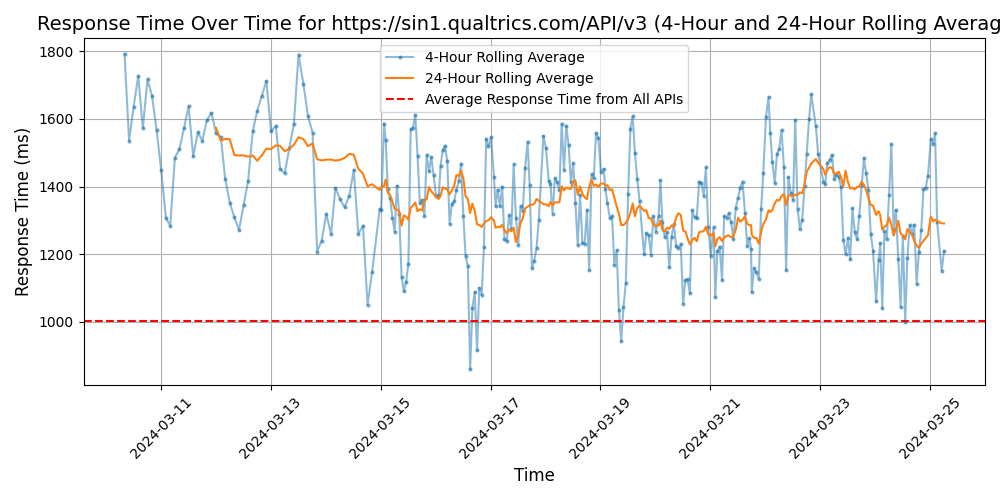 Response Time Over Time for https://sin1.qualtrics.com/API/v3 (4-Hour and 24-Hour Rolling Averag
4-Hour Rolling Average
24-Hour Rolling Average
Average Response Time from All APIs
Response Time (ms)
1800
1600
1400
1200
1000
2024-03-11
2024-03-13
2024-03-15
2024-03-17
2024-03-19
2024-03-21
2024-03-23
2024-03-25
Time